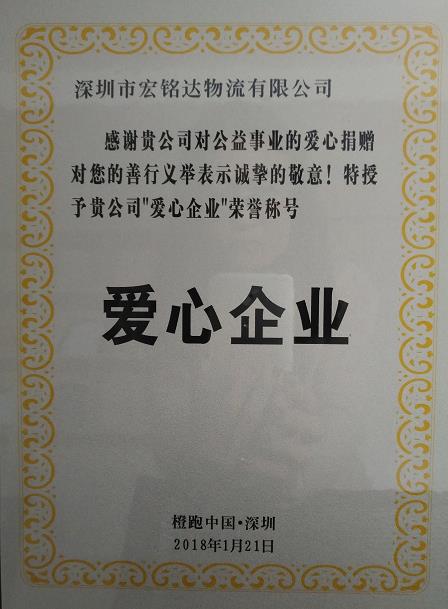 深圳市宏铭达物流有限公司
感谢贵公司对公益事业的爱心捐赠
对您的善行义举表示诚挚的敬意！特授
予贵公司"爱心企业"荣誉称号
爱心企业
橙跑中国·深圳
2018年1月21日